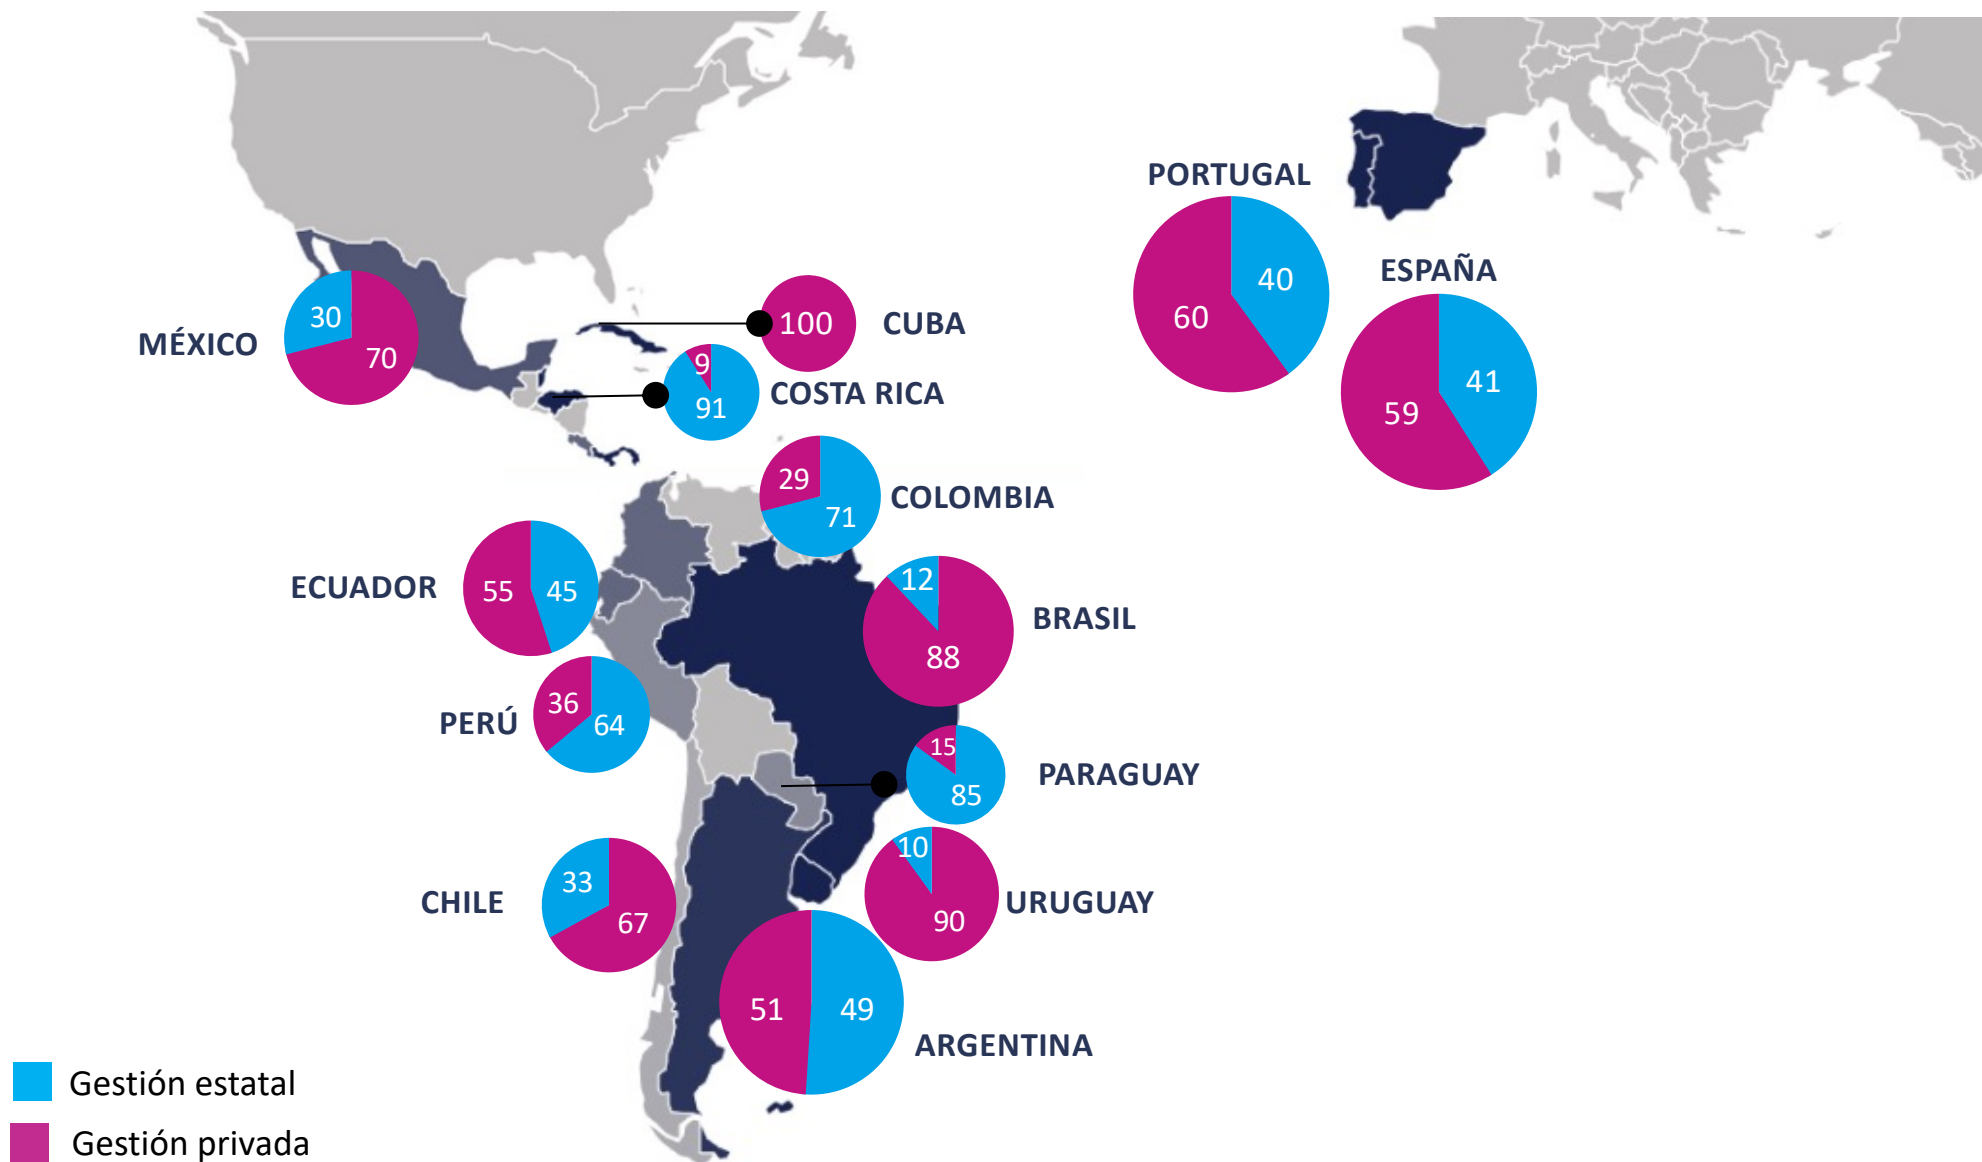 PORTUGAL
40
60
ESPAÑA
41
59
MÉXICO
30
70
100
CUBA
9
91
COSTA RICA
29
71
COLOMBIA
ECUADOR
55
45
12
88
BRASIL
PERÚ
36
64
15
85
PARAGUAY
CHILE
33
67
10
90
URUGUAY
51
49
ARGENTINA
Gestión estatal
Gestión privada